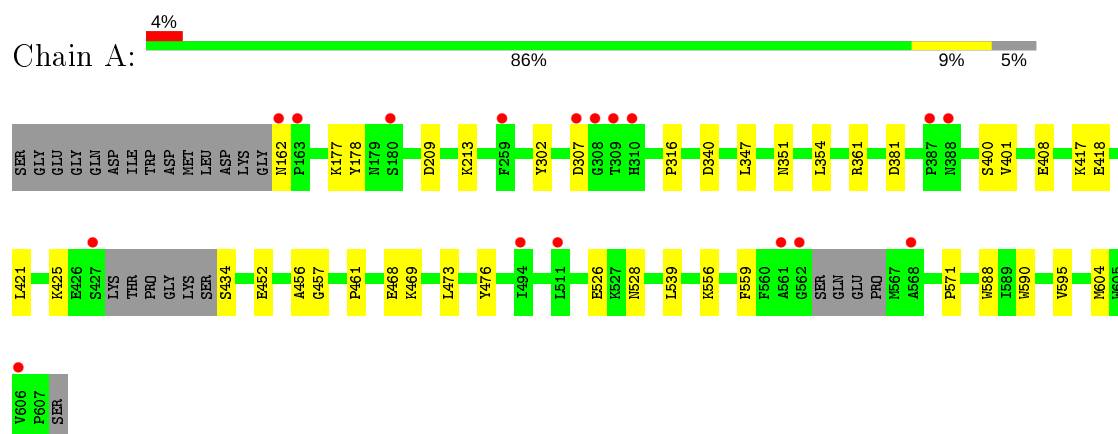 4%
Chain A:
86% 9% 5%
SER GLY GLU GLY GLN ASP ILE TRP ASP MET LEU ASP LYS GLY N162 P163 K177 Y178 N179 S180 D209 K213 F259 Y302 D307 G308 T309 H310 P316 D340 L347 N351 L354 R361 D381 P387 N388 S400 V401 E408 K417 E418
L421 K425 E426 S427 LYS THR PRO GLY LYS SER S434 E452 A456 G457 P461 E468 K469 L473 Y476 I494 L511 E526 K527 N528 L539 K556 F559 F560 A561 G562 SER GLN GLU PRO M567 A568 P571 W588 I589 W590 V595 M604 W605
V606 P607 SER